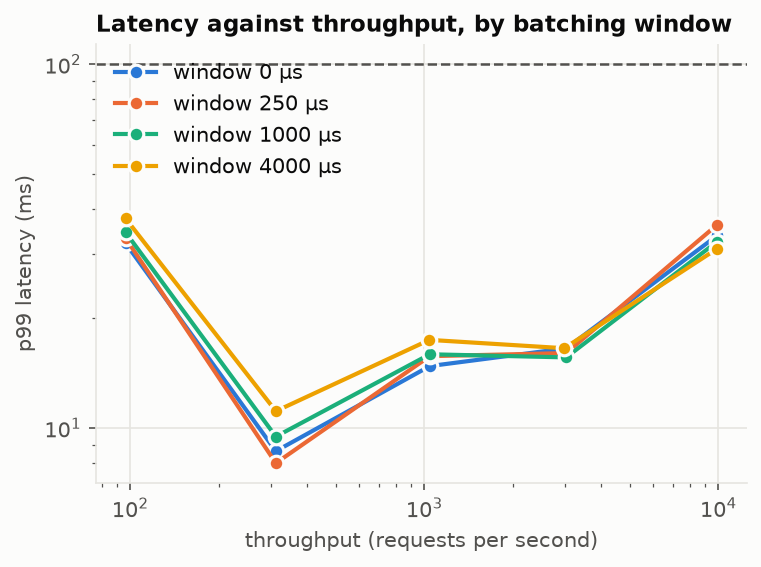 Latency against throughput, by batching window
window 0 µs
window 250 µs
window 1000 µs
window 4000 µs
p99 latency (ms)
10²
10¹
10² 10³ 10⁴
throughput (requests per second)